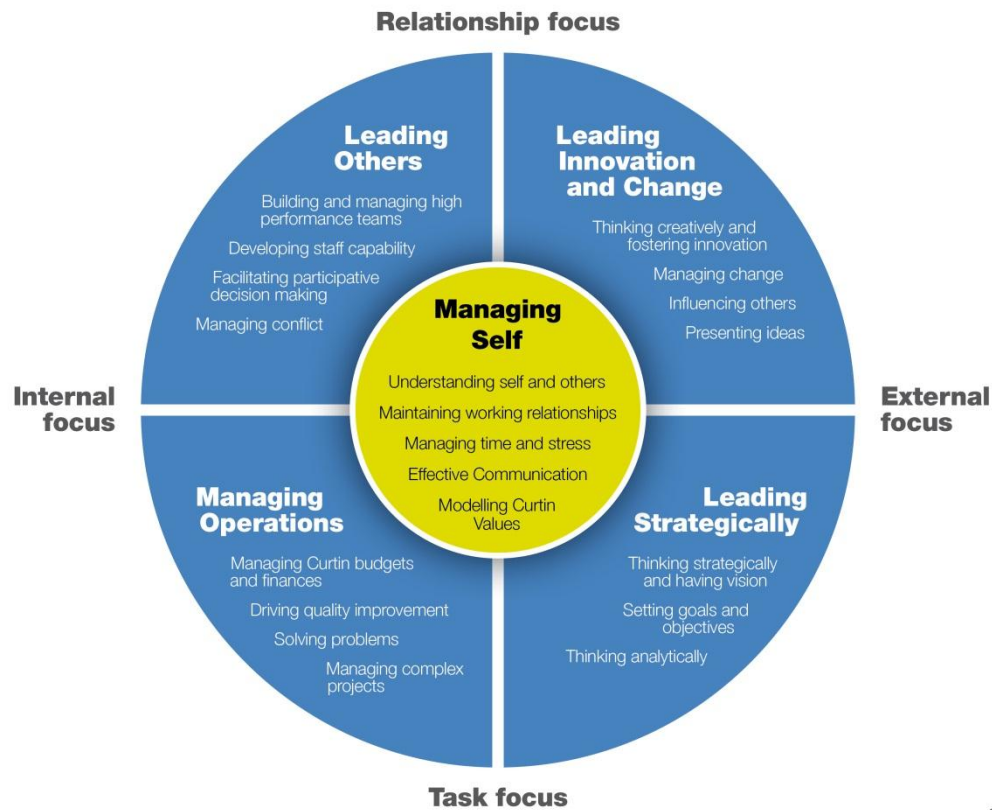 Relationship focus
Leading
Others
Building and managing high
performance teams
Developing staff capability
Facilitating participative
decision making
Managing conflict
Leading
Innovation
and Change
Thinking creatively and
fostering innovation
Managing change
Influencing others
Presenting ideas
Managing
Self
Understanding self and others
Maintaining working relationships
Managing time and stress
Effective Communication
Modelling Curtin
Values
Internal
focus
External
focus
Managing
Operations
Managing Curtin budgets
and finances
Driving quality improvement
Solving problems
Managing complex
projects
Leading
Strategically
Thinking strategically
and having vision
Setting goals and
objectives
Thinking analytically
Task focus